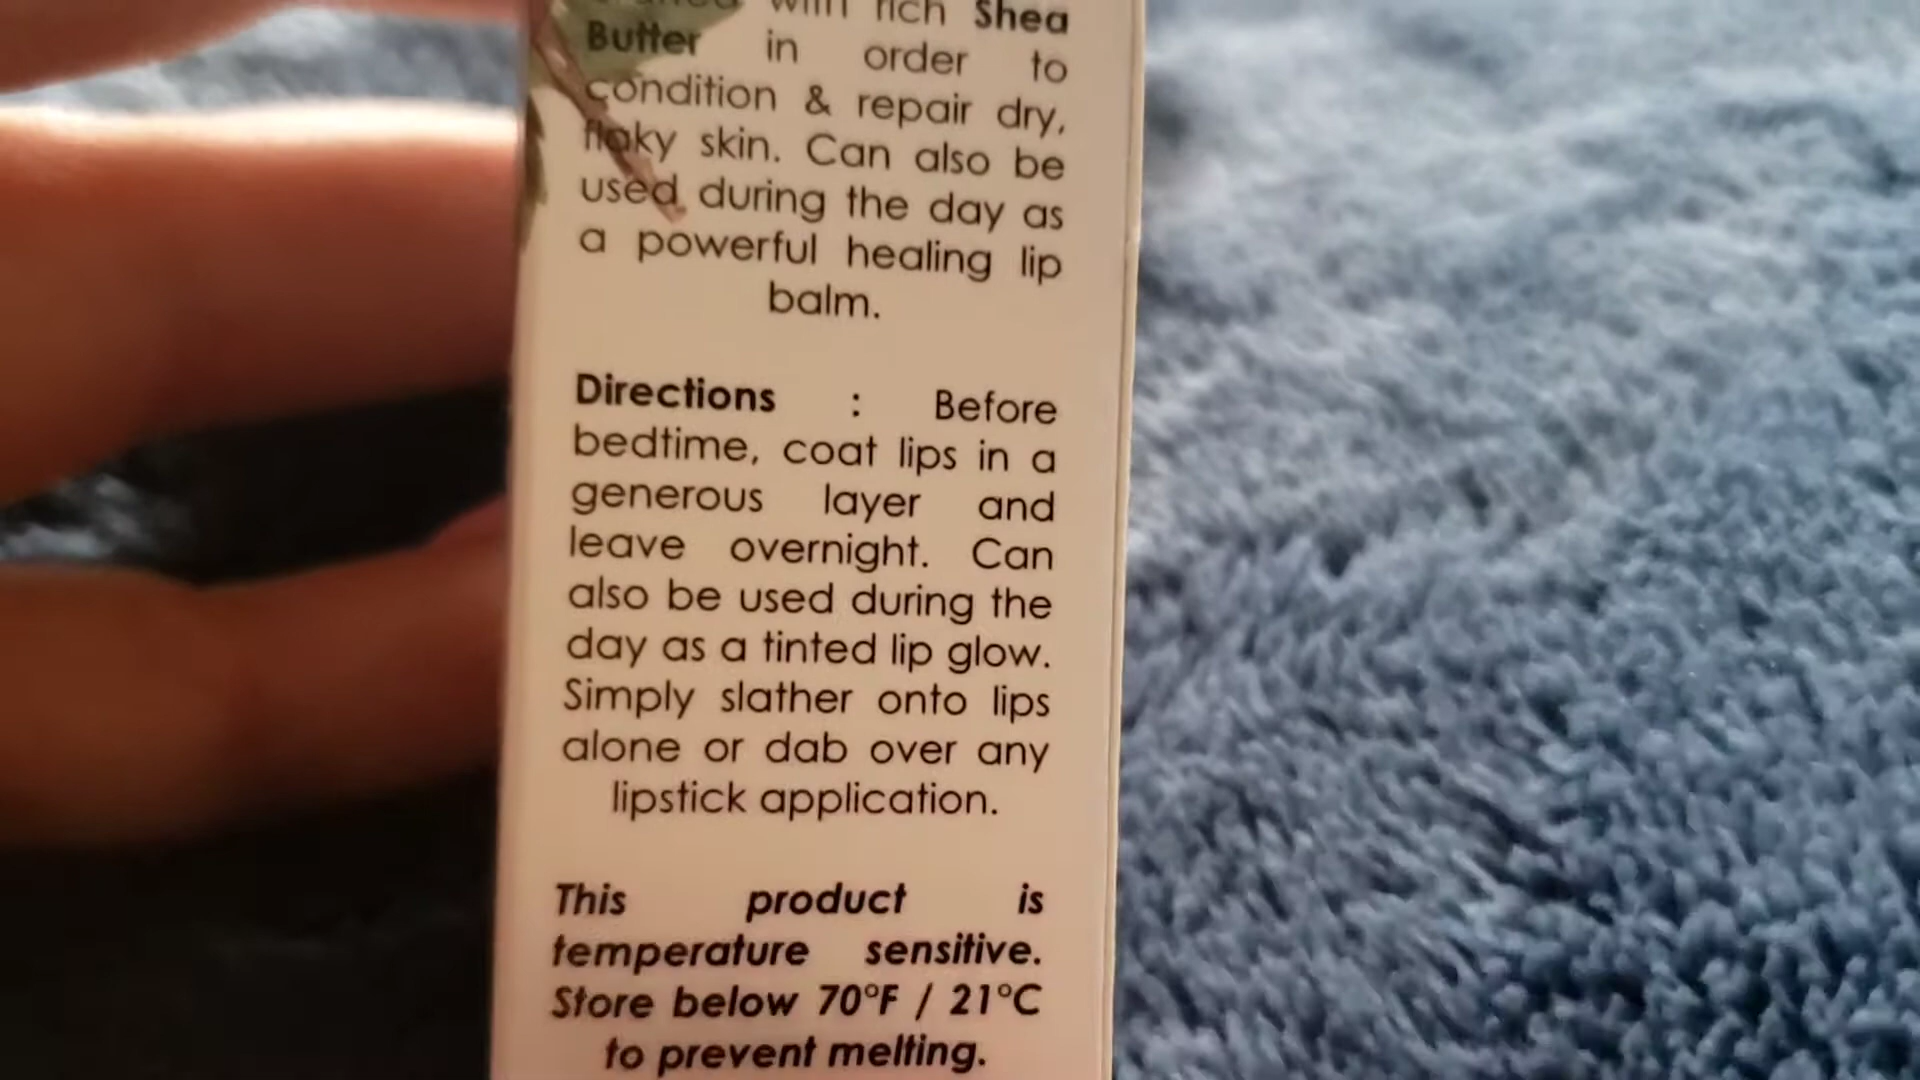 with rich Shea
Butter in order to
condition & repair dry,
flaky skin. Can also be
used during the day as
a powerful healing lip
balm.
Directions : Before
bedtime, coat lips in a
generous layer and
leave overnight. Can
also be used during the
day as a tinted lip glow.
Simply slather onto lips
alone or dab over any
lipstick application.
This product is
temperature sensitive.
Store below 70°F / 21°C
to prevent melting.